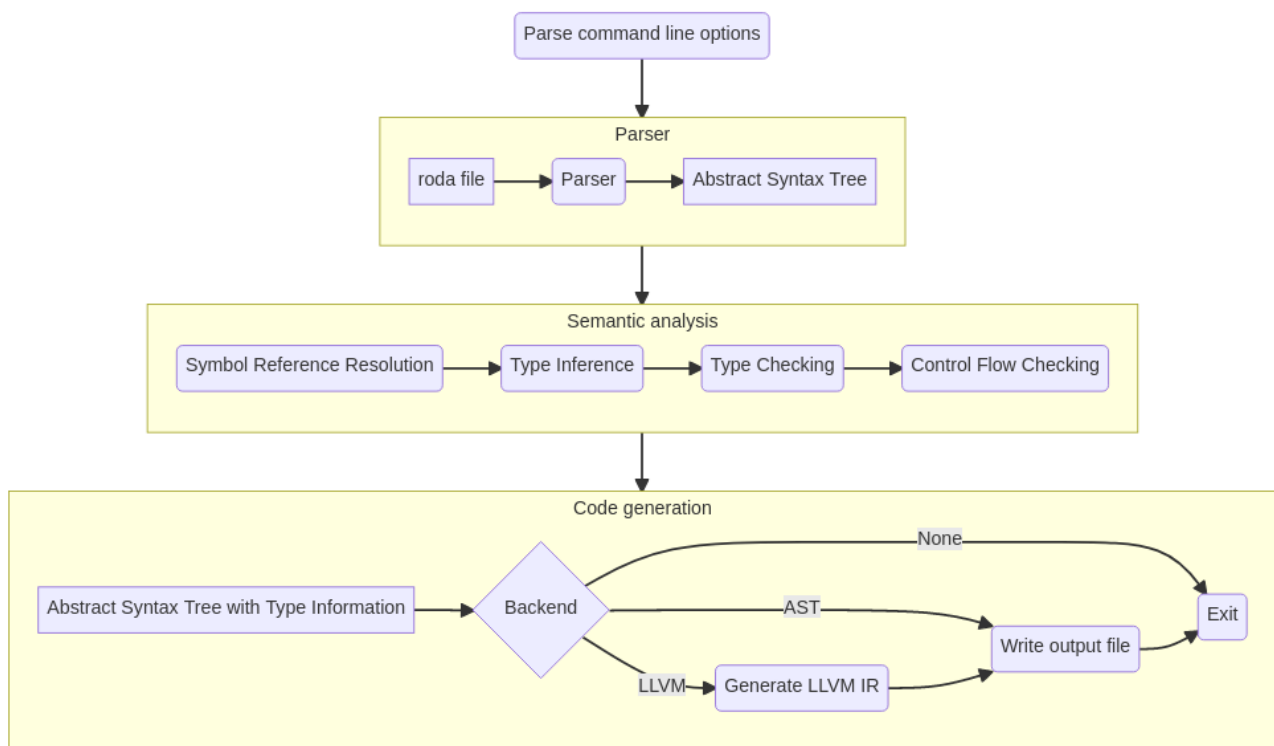 Parse command line options
Parser
roda file
Parser
Abstract Syntax Tree
Semantic analysis
Symbol Reference Resolution
Type Inference
Type Checking
Control Flow Checking
Code generation
None
Abstract Syntax Tree with Type Information
Backend
AST
Exit
Write output file
LLVM
Generate LLVM IR